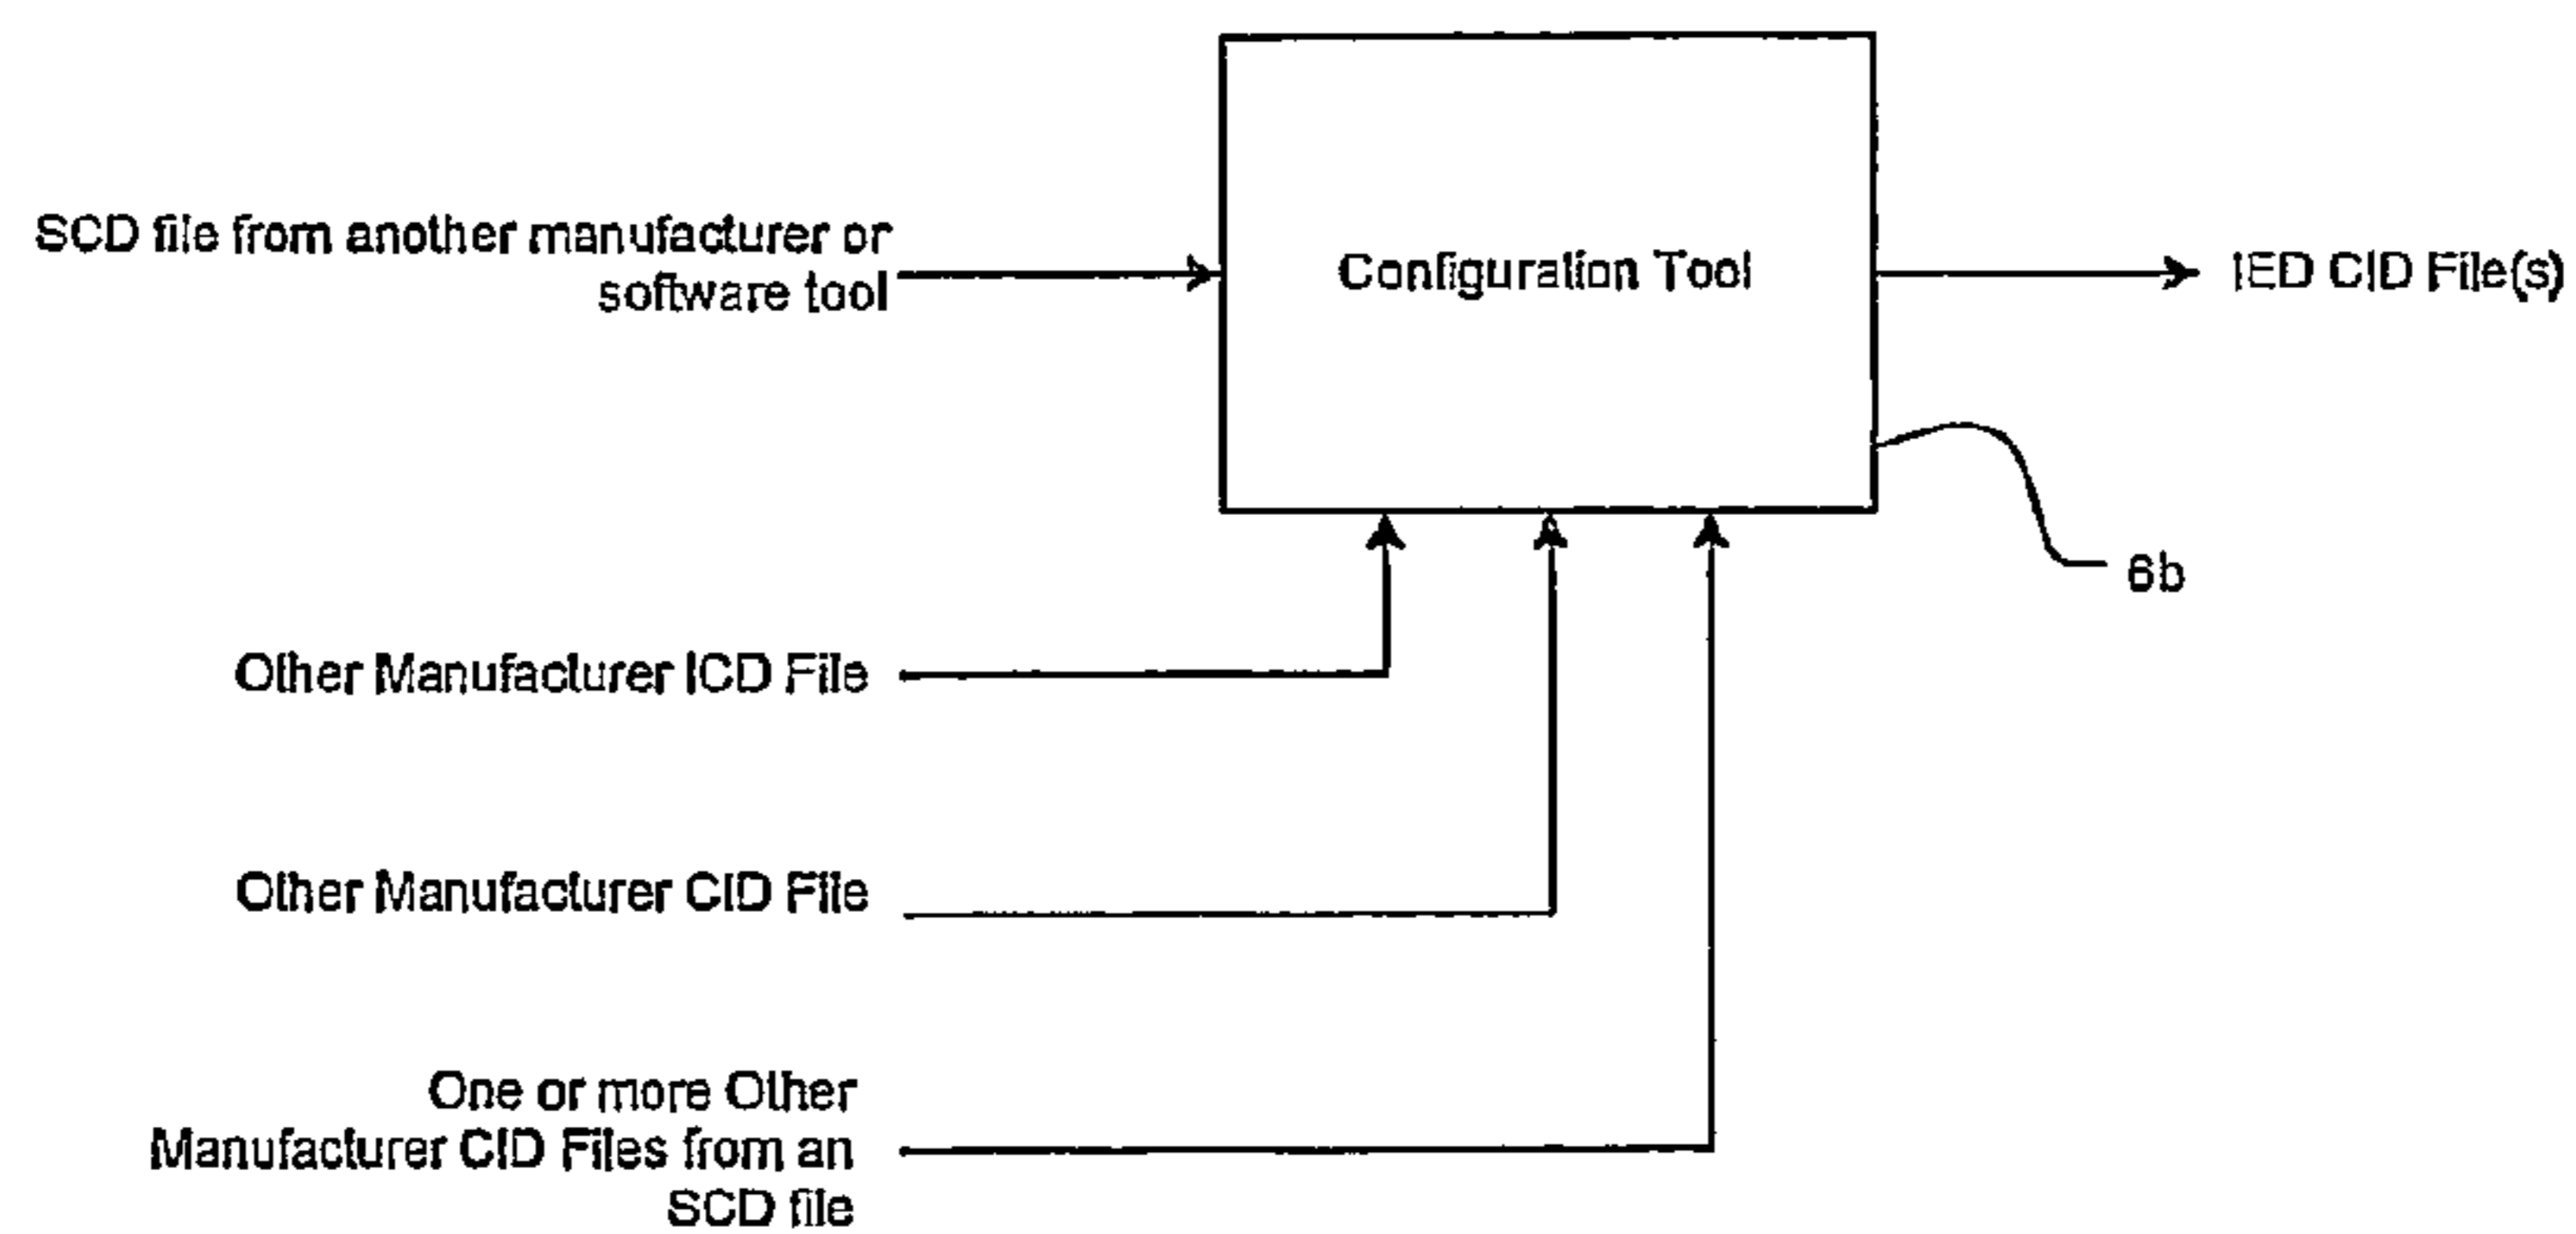 SCD file from another manufacturer or
software tool
Configuration Tool
IED CID File(s)
6b
Other Manufacturer ICD File
Other Manufacturer CID File
One or more Other
Manufacturer CID Files from an
SCD file